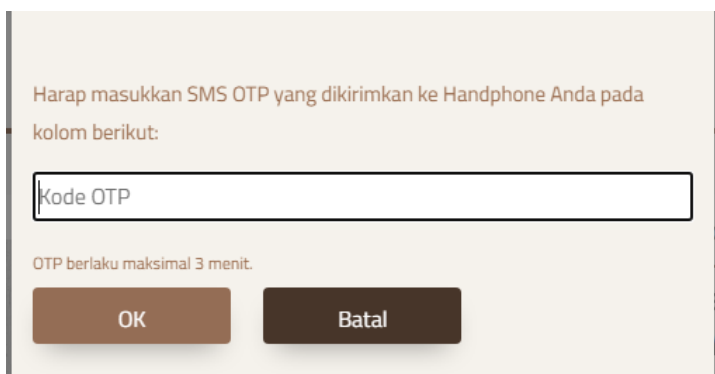 Harap masukkan SMS OTP yang dikirimkan ke Handphone Anda pada
kolom berikut:
Kode OTP
OTP berlaku maksimal 3 menit.
OK
Batal